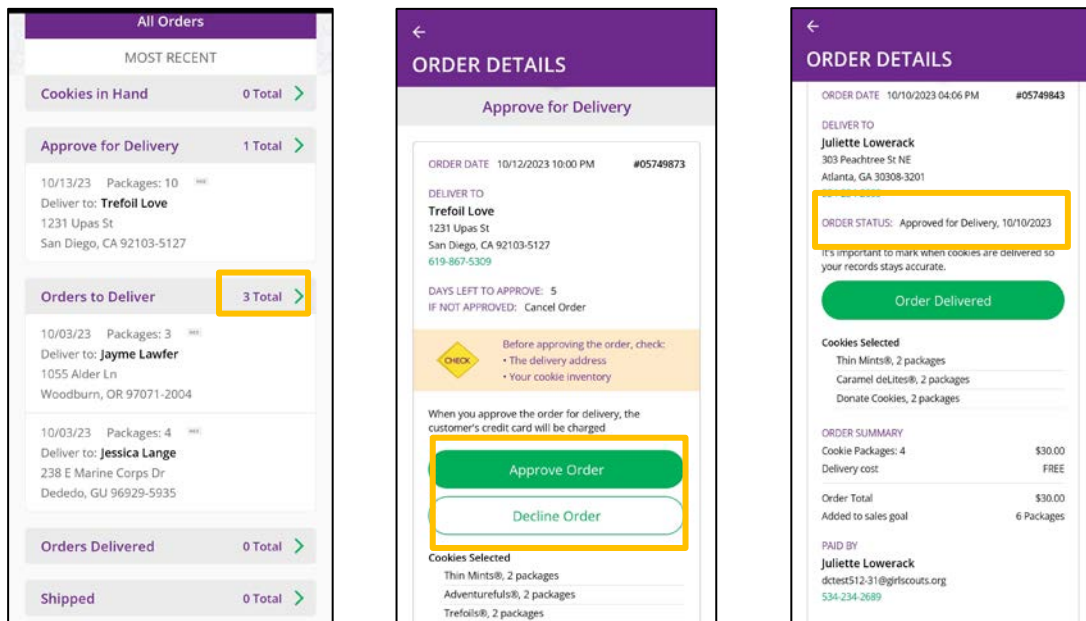 All Orders
MOST RECENT
Cookies in Hand 0 Total
Approve for Delivery 1 Total
10/13/23 Packages: 10
Deliver to: Trefoil Love
1231 Upas St
San Diego, CA 92103-5127
Orders to Deliver 3 Total
10/03/23 Packages: 3
Deliver to: Jayme Lawfer
1055 Alder Ln
Woodburn, OR 97071-2004
10/03/23 Packages: 4
Deliver to: Jessica Lange
238 E Marine Corps Dr
Dededo, GU 96929-5935
Orders Delivered 0 Total
Shipped 0 Total
ORDER DETAILS
Approve for Delivery
ORDER DATE 10/12/2023 10:00 PM #05749873
DELIVER TO
Trefoil Love
1231 Upas St
San Diego, CA 92103-5127
619-867-5309
DAYS LEFT TO APPROVE: 5
IF NOT APPROVED: Cancel Order
CHECK
Before approving the order, check:
• The delivery address
• Your cookie inventory
When you approve the order for delivery, the
customer's credit card will be charged
Approve Order
Decline Order
Cookies Selected
Thin Mints®, 2 packages
Adventurefuls®, 2 packages
Trefoils®, 2 packages
ORDER DETAILS
ORDER DATE 10/10/2023 04:06 PM #05749843
DELIVER TO
Juliette Lowerack
303 Peachtree St NE
Atlanta, GA 30308-3201
ORDER STATUS: Approved for Delivery, 10/10/2023
It's important to mark when cookies are delivered so
your records stays accurate.
Order Delivered
Cookies Selected
Thin Mints®, 2 packages
Caramel deLites®, 2 packages
Donate Cookies, 2 packages
ORDER SUMMARY
Cookie Packages: 4 $30.00
Delivery cost FREE
Order Total $30.00
Added to sales goal 6 Packages
PAID BY
Juliette Lowerack
dctest512-31@girlscouts.org
534-234-2689